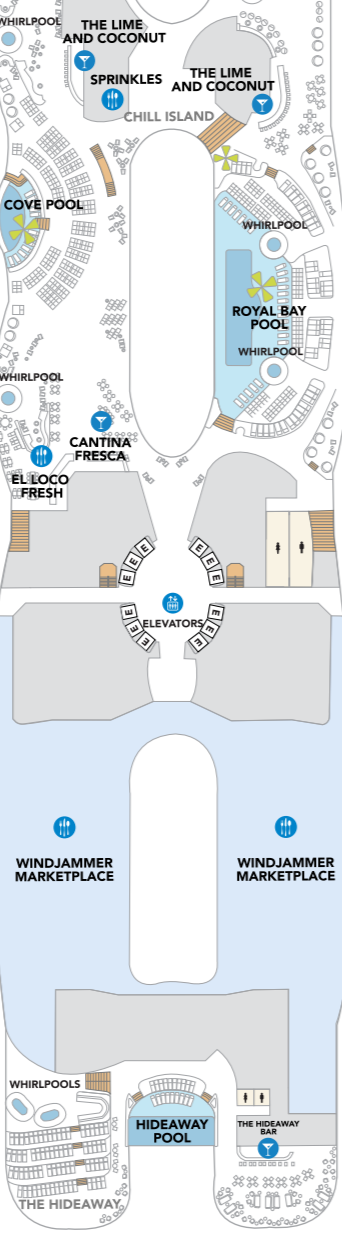 WHIRLPOOL
THE LIME
AND COCONUT
SPRINKLES
THE LIME
AND COCONUT
CHILL ISLAND
COVE POOL
WHIRLPOOL
ROYAL BAY
POOL
WHIRLPOOL
WHIRLPOOL
CANTINA
FRESCA
EL LOCO
FRESH
E E E E
E E E E
ELEVATORS
E E E E
E E E E
WINDJAMMER
MARKETPLACE
WINDJAMMER
MARKETPLACE
WHIRLPOOLS
HIDEAWAY
POOL
THE HIDEAWAY
BAR
THE HIDEAWAY